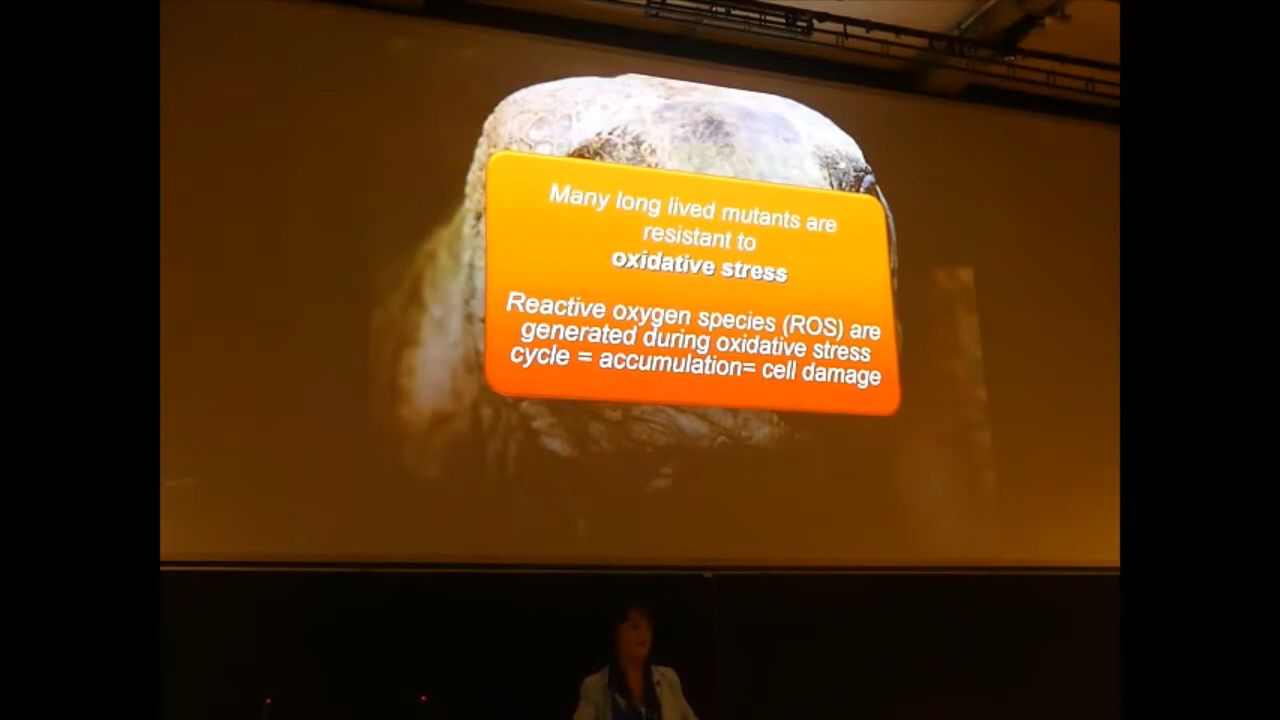 Many long lived mutants are
resistant to
oxidative stress
Reactive oxygen species (ROS) are
generated during oxidative stress
cycle = accumulation= cell damage